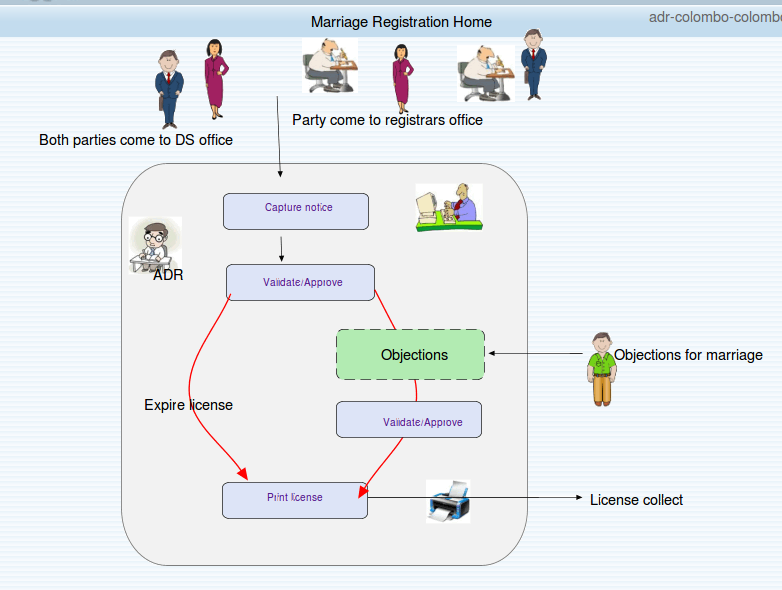 Marriage Registration Home
adr-colombo-colombo
Both parties come to DS office
Party come to registrars office
Capture notice
ADR
Validate/Approve
Objections
Objections for marriage
Expire license
Validate/Approve
Print license
License collect